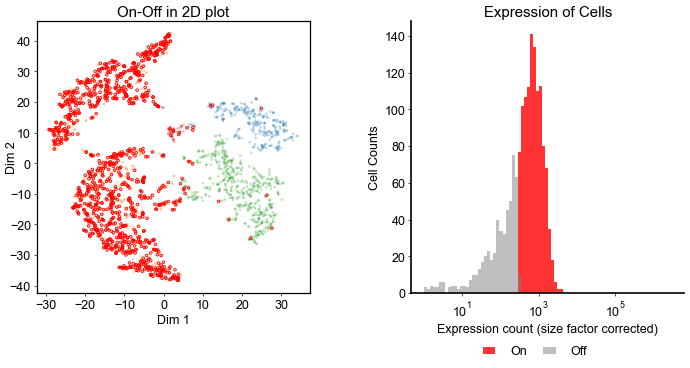 On-Off in 2D plot
Dim 2
40
30
20
10
0
−10
−20
−30
−40
−30 −20 −10 0 10 20 30
Dim 1
Expression of Cells
Cell Counts
140
120
100
80
60
40
20
0
10^1 10^3 10^5
Expression count (size factor corrected)
On Off